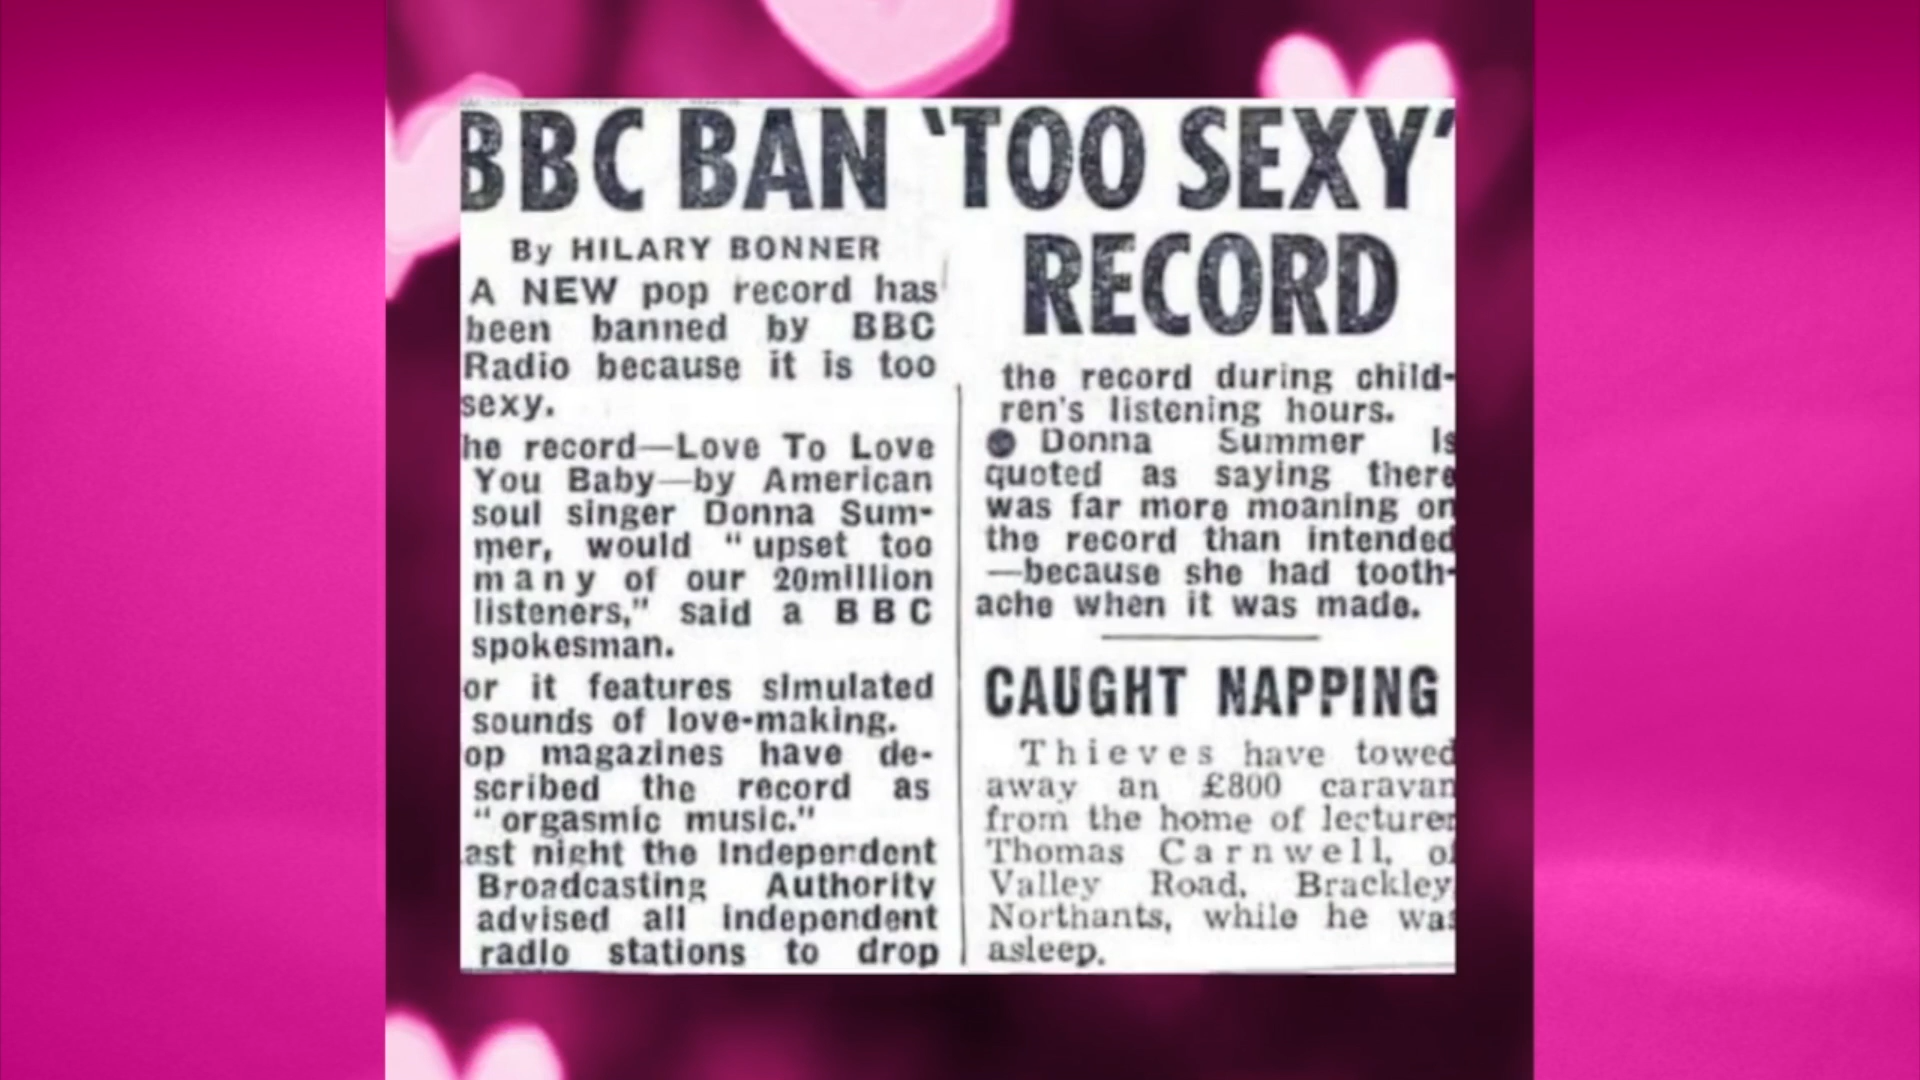 BBC BAN 'TOO SEXY'
RECORD
By HILARY BONNER
A NEW pop record has
been banned by BBC
Radio because it is too
sexy.
he record—Love To Love
You Baby—by American
soul singer Donna Sum-
mer, would "upset too
many of our 20million
listeners," said a BBC
spokesman.
or it features simulated
sounds of love-making.
op magazines have de-
scribed the record as
"orgasmic music."
ast night the Independent
Broadcasting Authority
advised all independent
radio stations to drop
the record during child-
ren's listening hours.
● Donna Summer is
quoted as saying there
was far more moaning on
the record than intended
—because she had tooth-
ache when it was made.
CAUGHT NAPPING
Thieves have towed
away an £800 caravan
from the home of lecturer
Thomas Carnwell, of
Valley Road, Brackley,
Northants, while he was
asleep.